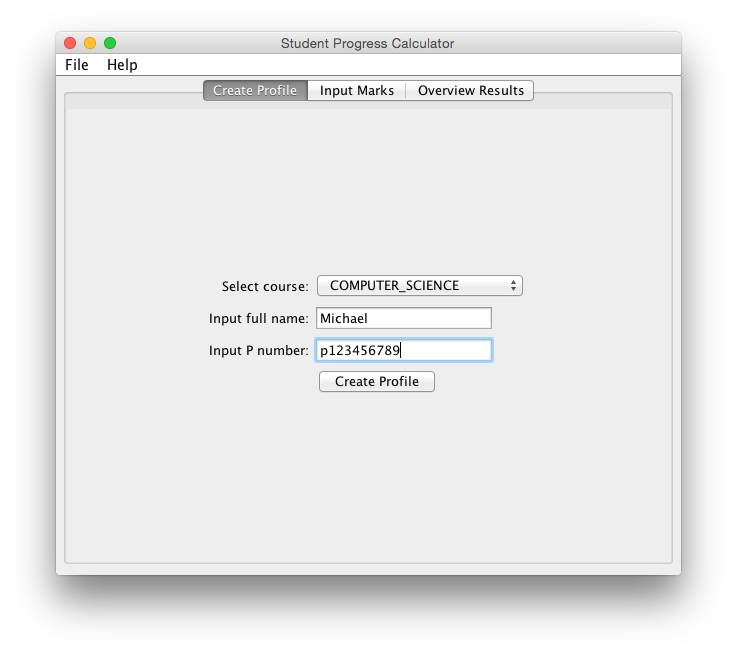 Student Progress Calculator
File Help
Create Profile Input Marks Overview Results
Select course: COMPUTER_SCIENCE
Input full name: Michael
Input P number: p123456789
Create Profile